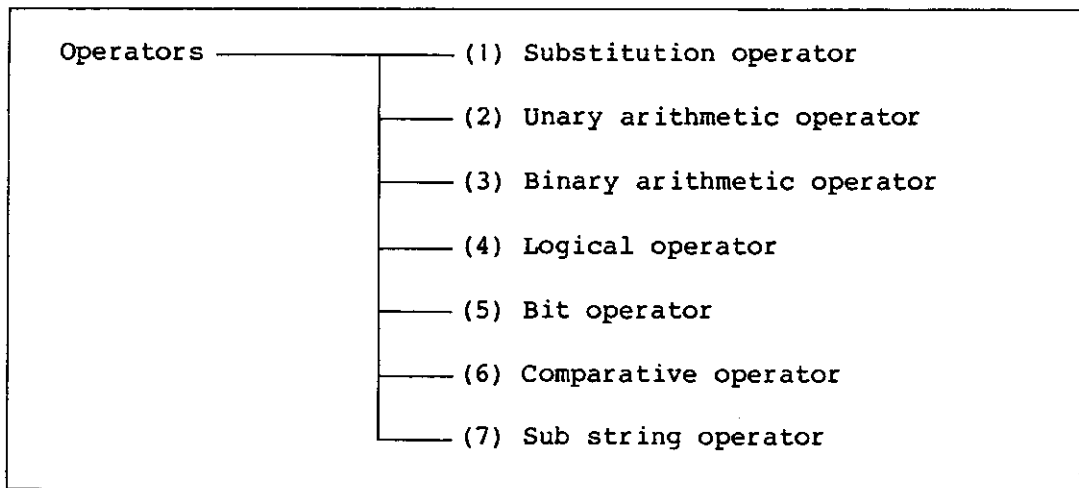 Operators (1) Substitution operator
(2) Unary arithmetic operator
(3) Binary arithmetic operator
(4) Logical operator
(5) Bit operator
(6) Comparative operator
(7) Sub string operator